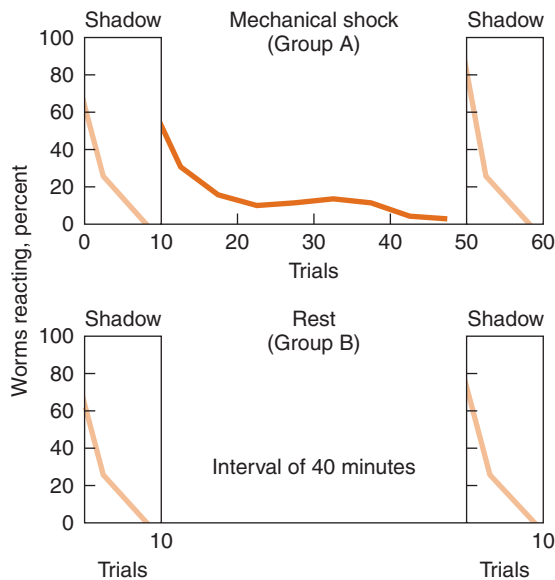 Shadow Mechanical shock Shadow
(Group A)
100
80
60
40
20
0
0 10 20 30 40 50 60
Trials
Worms reacting, percent
Shadow Rest Shadow
(Group B)
100
80
60
40
20
0
Interval of 40 minutes
10 10
Trials Trials